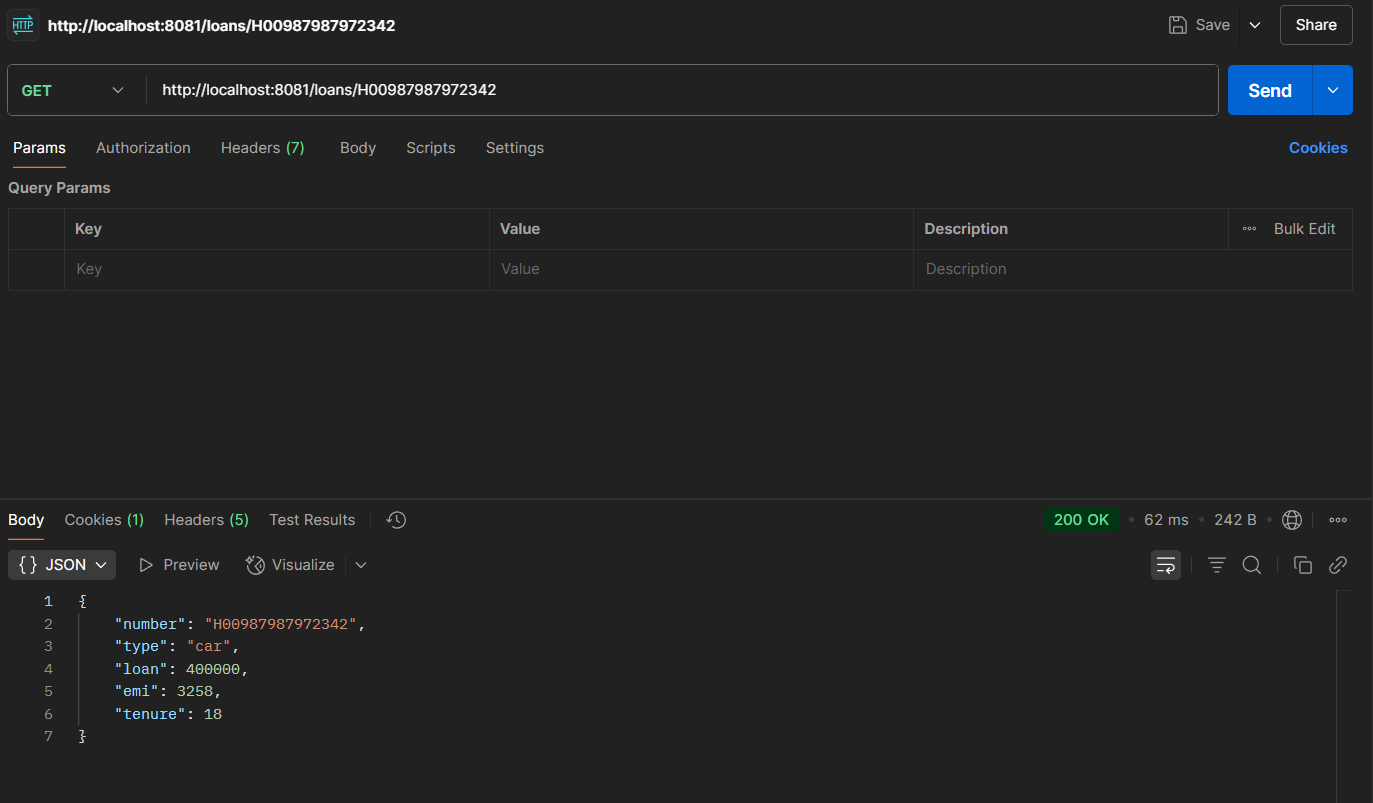 HTTP http://localhost:8081/loans/H00987987972342 Save Share
GET http://localhost:8081/loans/H00987987972342 Send
Params Authorization Headers (7) Body Scripts Settings Cookies
Query Params
Key Value Description Bulk Edit
Key Value Description
Body Cookies (1) Headers (5) Test Results 200 OK 62 ms 242 B
{} JSON Preview Visualize
1 {
2 "number": "H00987987972342",
3 "type": "car",
4 "loan": 400000,
5 "emi": 3258,
6 "tenure": 18
7 }